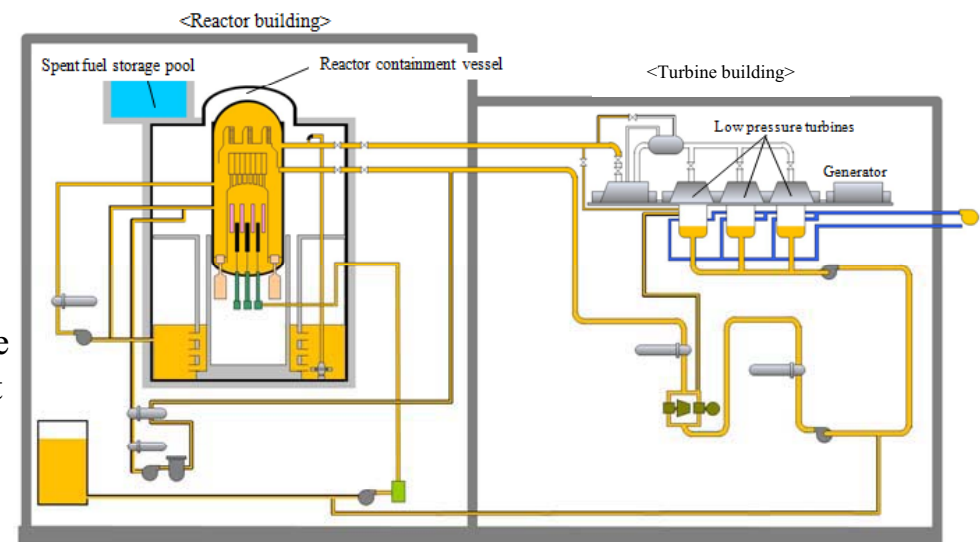 <Reactor building>
Spent fuel storage pool
Reactor containment vessel
<Turbine building>
Low pressure turbines
Generator
e
t